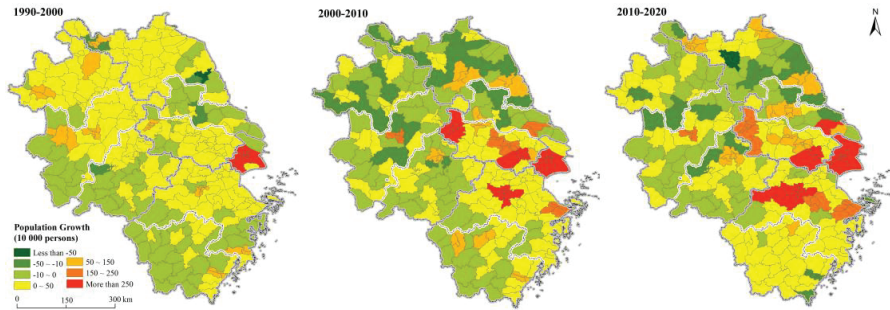 1990-2000
2000-2010
2010-2020
N
Population Growth
(10 000 persons)
Less than -50
-50 – -10
-10 – 0
0 – 50
50 – 150
150 – 250
More than 250
0 150 300 km